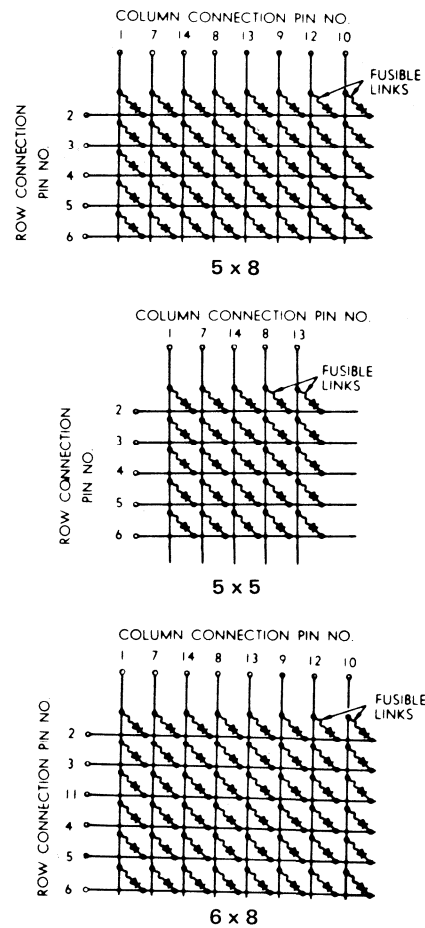 COLUMN CONNECTION PIN NO.
1 7 14 8 13 9 12 10
FUSIBLE
LINKS
ROW CONNECTION
PIN NO.
2
3
4
5
6
5 x 8
COLUMN CONNECTION PIN NO.
1 7 14 8 13
FUSIBLE
LINKS
ROW CONNECTION
PIN NO.
2
3
4
5
6
5 x 5
COLUMN CONNECTION PIN NO.
1 7 14 8 13 9 12 10
FUSIBLE
LINKS
ROW CONNECTION PIN NO.
2
3
11
4
5
6
6 x 8